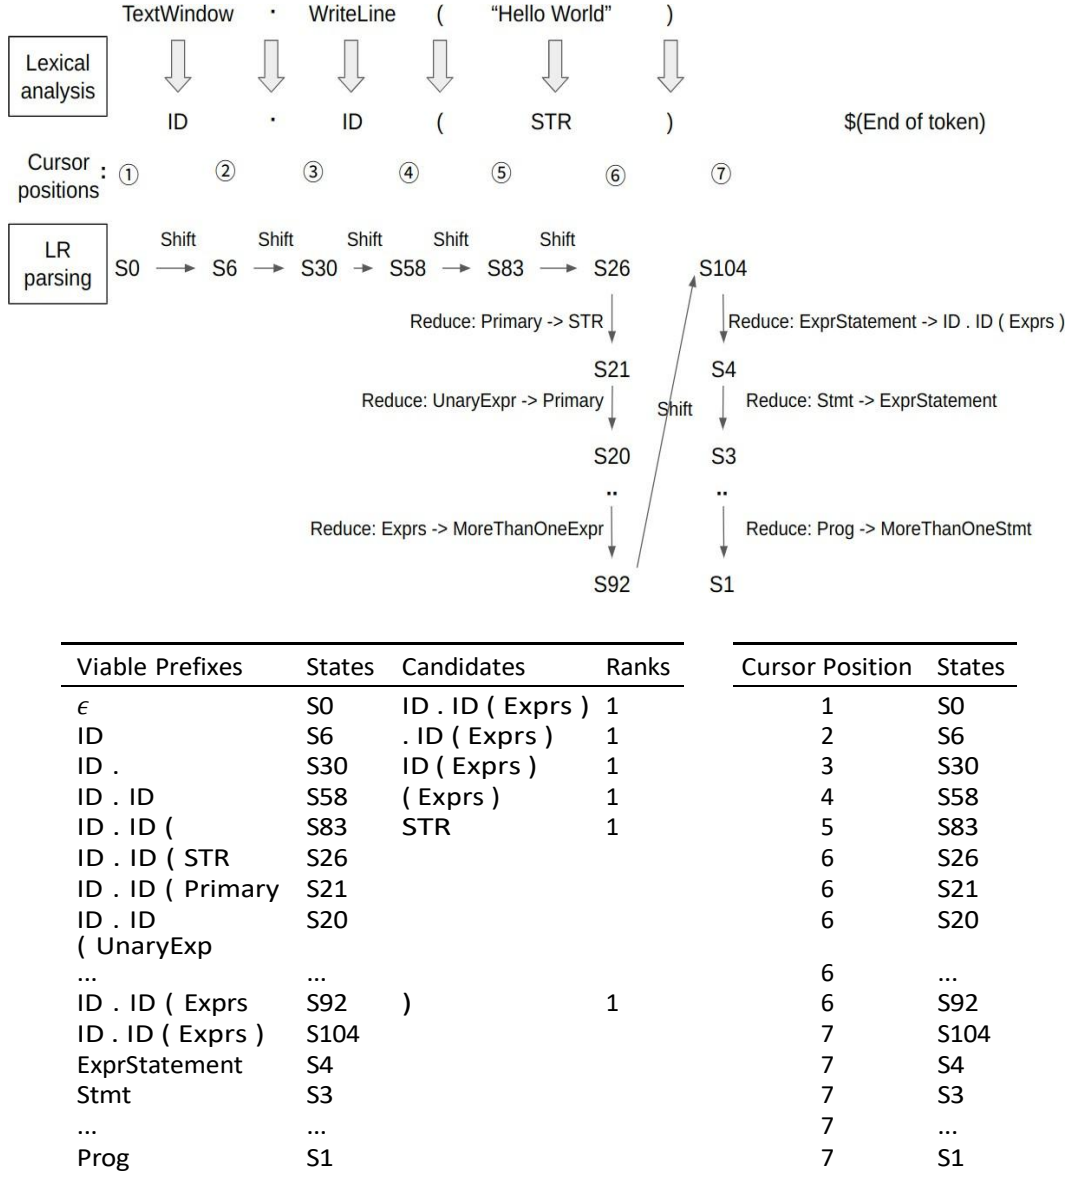 TextWindow . WriteLine ( “Hello World” )
Lexical
analysis
ID . ID ( STR ) $(End of token)
Cursor
positions : ① ② ③ ④ ⑤ ⑥ ⑦
Shift Shift Shift Shift Shift
LR
parsing
S0 S6 S30 S58 S83 S26 S104
Reduce: Primary -> STR Reduce: ExprStatement -> ID . ID ( Exprs )
S21 S4
Reduce: UnaryExpr -> Primary Shift Reduce: Stmt -> ExprStatement
S20 S3
.. ..
Reduce: Exprs -> MoreThanOneExpr Reduce: Prog -> MoreThanOneStmt
S92 S1
Viable Prefixes States Candidates Ranks Cursor Position States
ϵ S0 ID . ID ( Exprs ) 1 1 S0
ID S6 . ID ( Exprs ) 1 2 S6
ID . S30 ID ( Exprs ) 1 3 S30
ID . ID S58 ( Exprs ) 1 4 S58
ID . ID ( S83 STR 1 5 S83
ID . ID ( STR S26 6 S26
ID . ID ( Primary S21 6 S21
ID . ID S20 6 S20
( UnaryExp
... ... 6 ...
ID . ID ( Exprs S92 ) 1 6 S92
ID . ID ( Exprs ) S104 7 S104
ExprStatement S4 7 S4
Stmt S3 7 S3
... ... 7 ...
Prog S1 7 S1